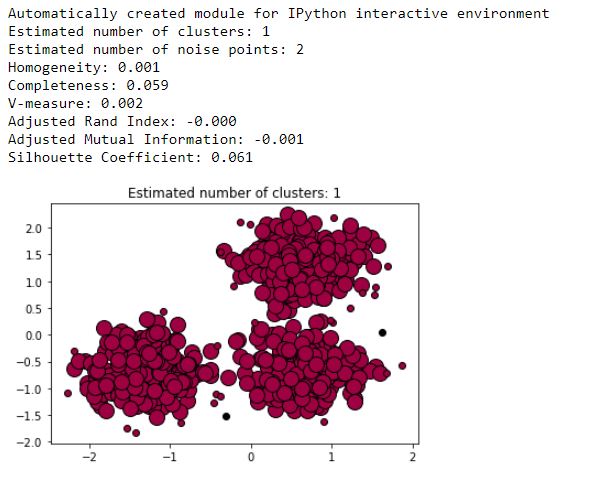 Automatically created module for IPython interactive environment
Estimated number of clusters: 1
Estimated number of noise points: 2
Homogeneity: 0.001
Completeness: 0.059
V-measure: 0.002
Adjusted Rand Index: -0.000
Adjusted Mutual Information: -0.001
Silhouette Coefficient: 0.061
Estimated number of clusters: 1
2.0
1.5
1.0
0.5
0.0
−0.5
−1.0
−1.5
−2.0
−2 −1 0 1 2